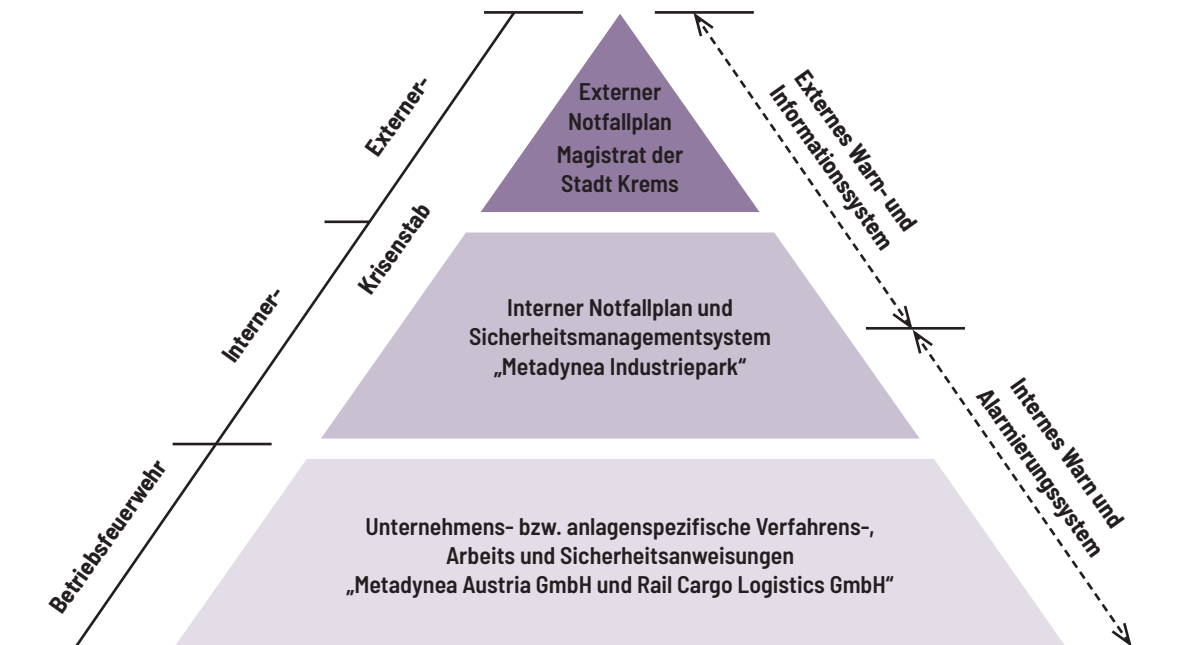 Externer
Notfallplan
Magistrat der
Stadt Krems
Externer-
Externes Warn- und
Informationssystem
Krisenstab
Interner-
Interner Notfallplan und
Sicherheitsmanagementsystem
„Metadynea Industriepark“
Internes Warn und
Alarmierungssystem
Betriebsfeuerwehr
Unternehmens- bzw. anlagenspezifische Verfahrens-,
Arbeits und Sicherheitsanweisungen
„Metadynea Austria GmbH und Rail Cargo Logistics GmbH“